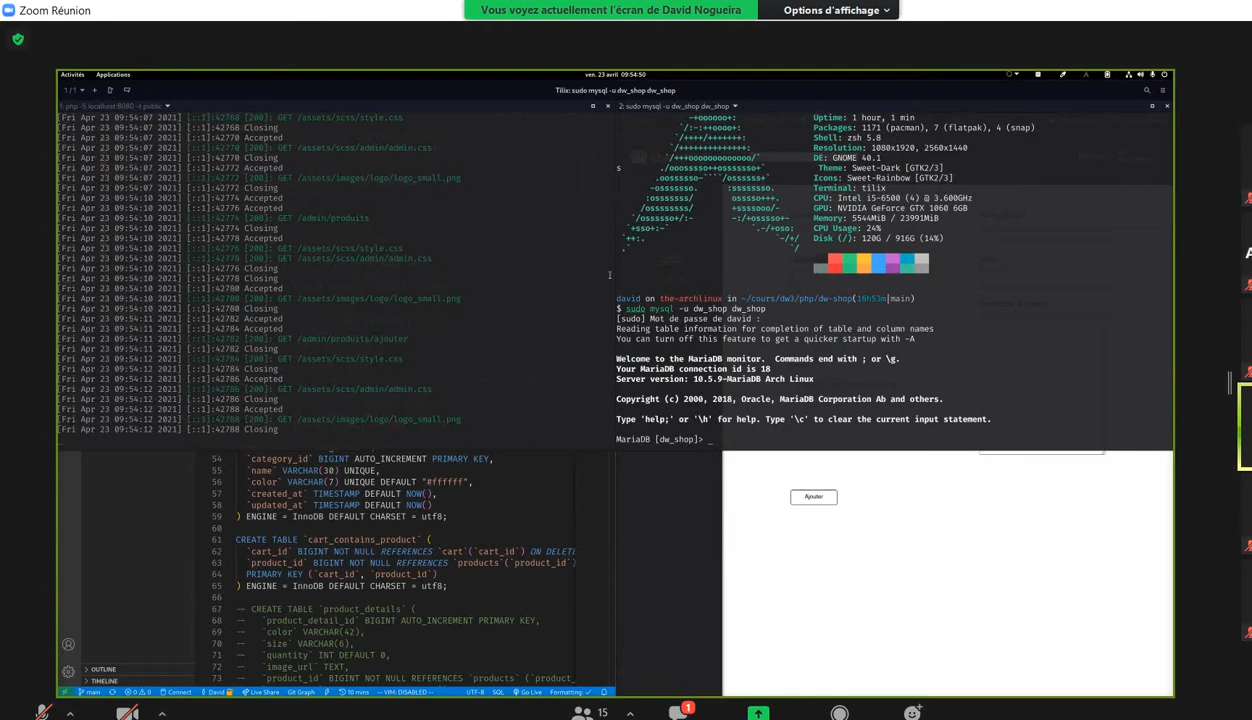 Zoom Réunion
Vous voyez actuellement l'écran de David Nogueira
Options d'affichage
Activités Applications
ven. 23 avril 09:54:50
1/1
Tilix: sudo mysql -u dw_shop dw_shop
1: php -S localhost:8080 -t public
2: sudo mysql -u dw_shop dw_shop
[Fri Apr 23 09:54:07 2021] [::1]:42768 [200]: GET /assets/scss/style.css
[Fri Apr 23 09:54:07 2021] [::1]:42768 Closing
[Fri Apr 23 09:54:07 2021] [::1]:42770 Accepted
[Fri Apr 23 09:54:07 2021] [::1]:42770 [200]: GET /assets/scss/admin/admin.css
[Fri Apr 23 09:54:07 2021] [::1]:42770 Closing
[Fri Apr 23 09:54:07 2021] [::1]:42772 Accepted
[Fri Apr 23 09:54:07 2021] [::1]:42772 [200]: GET /assets/images/logo/logo_small.png
[Fri Apr 23 09:54:07 2021] [::1]:42772 Closing
[Fri Apr 23 09:54:10 2021] [::1]:42774 Accepted
[Fri Apr 23 09:54:10 2021] [::1]:42774 [200]: GET /admin/produits
[Fri Apr 23 09:54:10 2021] [::1]:42774 Closing
[Fri Apr 23 09:54:10 2021] [::1]:42778 Accepted
[Fri Apr 23 09:54:10 2021] [::1]:42776 [200]: GET /assets/scss/style.css
[Fri Apr 23 09:54:10 2021] [::1]:42778 [200]: GET /assets/scss/admin/admin.css
[Fri Apr 23 09:54:10 2021] [::1]:42776 Closing
[Fri Apr 23 09:54:10 2021] [::1]:42778 Closing
[Fri Apr 23 09:54:10 2021] [::1]:42780 Accepted
[Fri Apr 23 09:54:10 2021] [::1]:42780 [200]: GET /assets/images/logo/logo_small.png
[Fri Apr 23 09:54:10 2021] [::1]:42780 Closing
[Fri Apr 23 09:54:11 2021] [::1]:42782 Accepted
[Fri Apr 23 09:54:11 2021] [::1]:42782 [200]: GET /admin/produits/ajouter
[Fri Apr 23 09:54:11 2021] [::1]:42782 Closing
[Fri Apr 23 09:54:12 2021] [::1]:42784 [200]: GET /assets/scss/style.css
[Fri Apr 23 09:54:12 2021] [::1]:42784 Closing
[Fri Apr 23 09:54:12 2021] [::1]:42786 Accepted
[Fri Apr 23 09:54:12 2021] [::1]:42786 [200]: GET /assets/scss/admin/admin.css
[Fri Apr 23 09:54:12 2021] [::1]:42786 Closing
[Fri Apr 23 09:54:12 2021] [::1]:42788 Accepted
[Fri Apr 23 09:54:12 2021] [::1]:42788 [200]: GET /assets/images/logo/logo_small.png
[Fri Apr 23 09:54:12 2021] [::1]:42788 Closing
Uptime: 1 hour, 1 min
Packages: 1171 (pacman), 7 (flatpak), 4 (snap)
Shell: zsh 5.8
Resolution: 1080x1920, 2560x1440
DE: GNOME 40.1
Theme: Sweet-Dark [GTK2/3]
Icons: Sweet-Rainbow [GTK2/3]
Terminal: tilix
CPU: Intel i5-6500 (4) @ 3.600GHz
GPU: NVIDIA GeForce GTX 1060 6GB
Memory: 5544MiB / 23991MiB
CPU Usage: 24%
Disk (/): 120G / 916G (14%)
david on the-archlinux in ~/cours/dw3/php/dw-shop(16h53m|main)
$ sudo mysql -u dw_shop dw_shop
[sudo] Mot de passe de david :
Reading table information for completion of table and column names
You can turn off this feature to get a quicker startup with -A
Welcome to the MariaDB monitor.  Commands end with ; or \g.
Your MariaDB connection id is 18
Server version: 10.5.9-MariaDB Arch Linux
Copyright (c) 2000, 2018, Oracle, MariaDB Corporation Ab and others.
Type 'help;' or '\h' for help. Type '\c' to clear the current input statement.
MariaDB [dw_shop]> _
54 `category_id` BIGINT AUTO_INCREMENT PRIMARY KEY,
55 `name` VARCHAR(30) UNIQUE,
56 `color` VARCHAR(7) UNIQUE DEFAULT "#ffffff",
57 `created_at` TIMESTAMP DEFAULT NOW(),
58 `updated_at` TIMESTAMP DEFAULT NOW()
59 ) ENGINE = InnoDB DEFAULT CHARSET = utf8;
60
61 CREATE TABLE `cart_contains_product` (
62 `cart_id` BIGINT NOT NULL REFERENCES `cart`(`cart_id`) ON DELETE
63 `product_id` BIGINT NOT NULL REFERENCES `products`(`product_id`)
64 PRIMARY KEY (`cart_id`, `product_id`)
65 ) ENGINE = InnoDB DEFAULT CHARSET = utf8;
66
67 -- CREATE TABLE `product_details` (
68 -- `product_detail_id` BIGINT AUTO_INCREMENT PRIMARY KEY,
69 -- `color` VARCHAR(42),
70 -- `size` VARCHAR(6),
71 -- `quantity` INT DEFAULT 0,
72 -- `image_url` TEXT,
73 -- `product_id` BIGINT NOT NULL REFERENCES `products`(`product_
Ajouter
OUTLINE
TIMELINE
main 0 0 Connect David Live Share Git Graph 10 mins -- VIM: DISABLED -- UTF-8 SQL Go Live Formatting: ✓
15
1